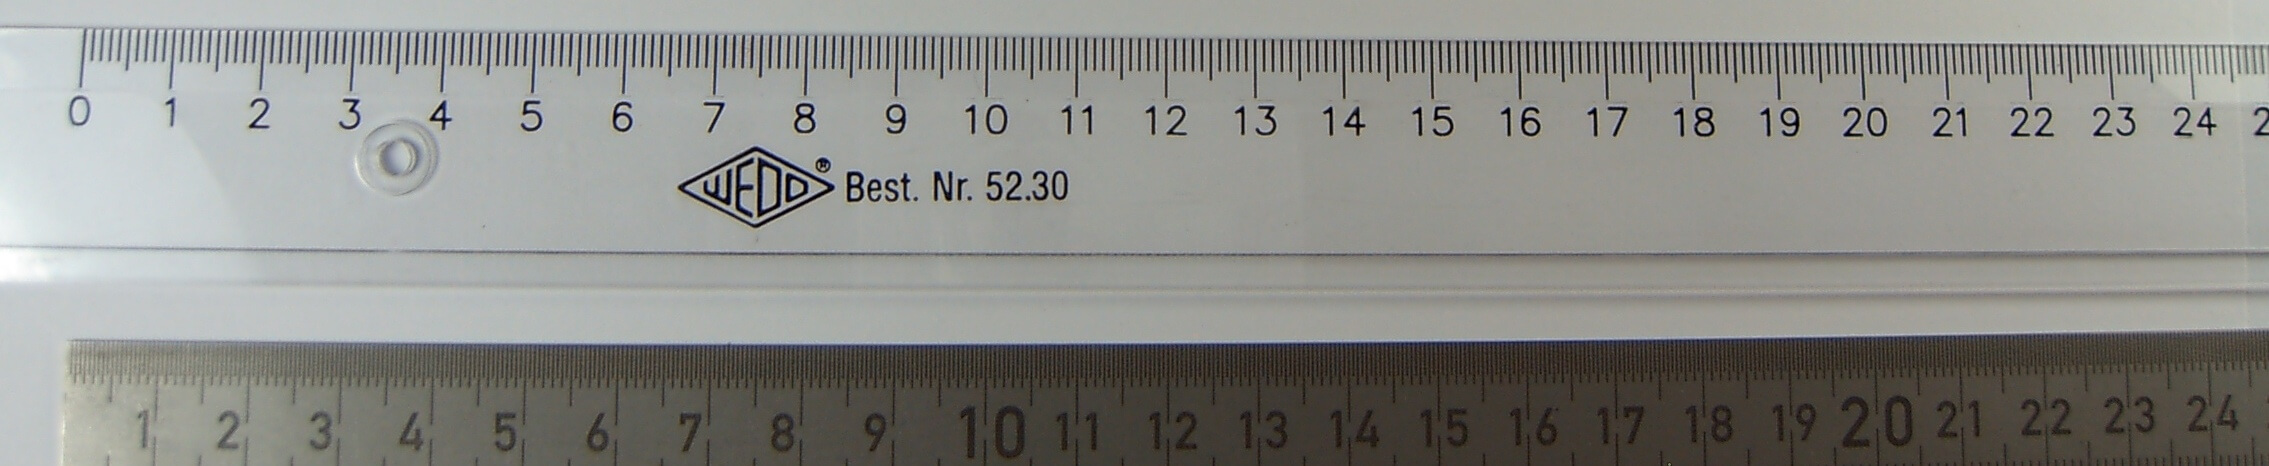 0 1 2 3 4 5 6 7 8 9 10 11 12 13 14 15 16 17 18 19 20 21 22 23 24 2
WEDO® Best. Nr. 52.30
1 2 3 4 5 6 7 8 9 10 11 12 13 14 15 16 17 18 19 20 21 22 23 24